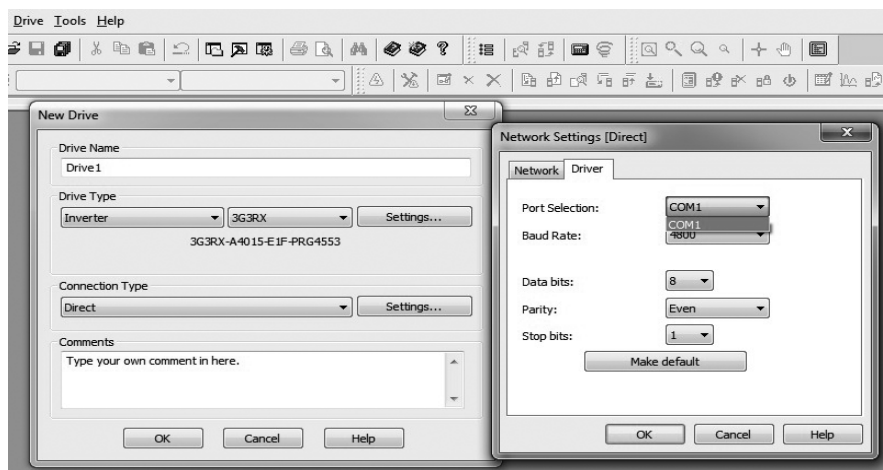 Drive Tools Help
New Drive
Drive Name
Drive1
Drive Type
Inverter 3G3RX Settings...
3G3RX-A4015-E1F-PRG4553
Connection Type
Direct Settings...
Comments
Type your own comment in here.
OK Cancel Help
Network Settings [Direct]
Network Driver
Port Selection: COM1
COM1
Baud Rate: 4800
Data bits: 8
Parity: Even
Stop bits: 1
Make default
OK Cancel Help